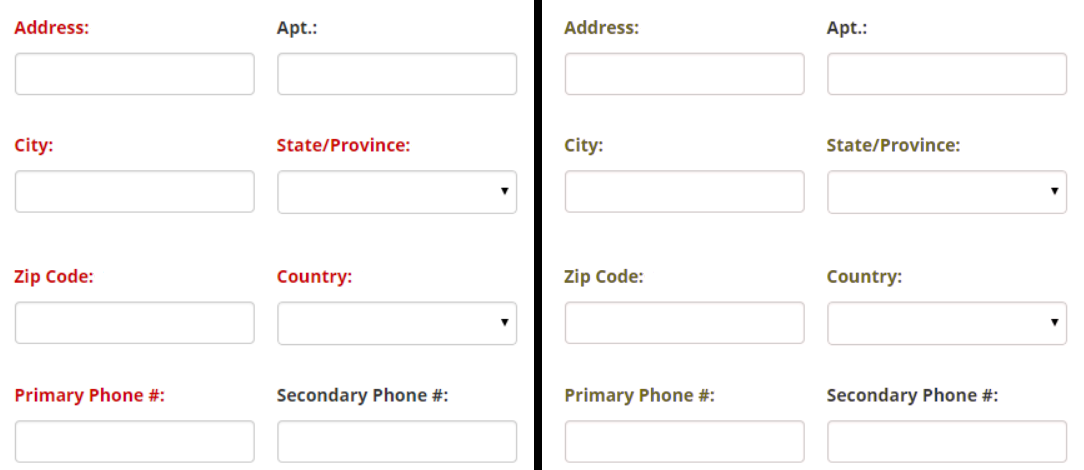 Address: Apt.:
City: State/Province:
Zip Code: Country:
Primary Phone #: Secondary Phone #:
Address: Apt.:
City: State/Province:
Zip Code: Country:
Primary Phone #: Secondary Phone #: